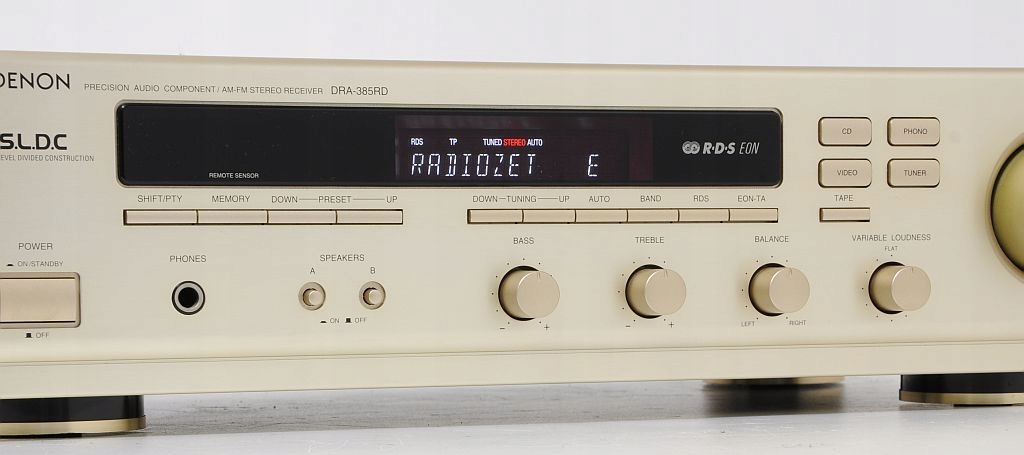 DENON PRECISION AUDIO COMPONENT / AM-FM STEREO RECEIVER DRA-385RD
S.L.D.C
LEVEL DIVIDED CONSTRUCTION
RDS TP TUNED STEREO AUTO
RADIOZET E
R·D·S EON
REMOTE SENSOR
CD PHONO
VIDEO TUNER
TAPE
SHIFT/PTY MEMORY DOWN PRESET UP DOWN TUNING UP AUTO BAND RDS EON-TA
POWER
ON/STANDBY
OFF
PHONES
SPEAKERS
A B
ON OFF
BASS
- +
TREBLE
- +
BALANCE
LEFT RIGHT
VARIABLE LOUDNESS
FLAT